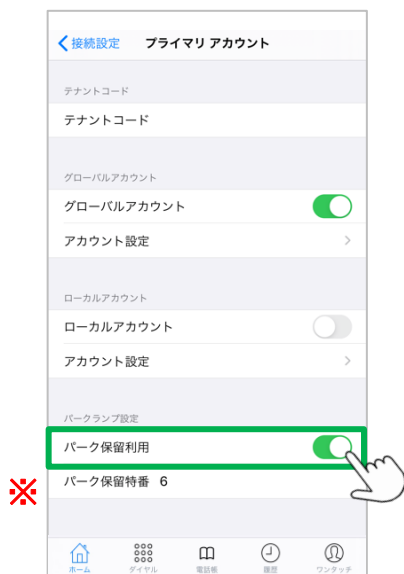 接続設定 プライマリ アカウント
テナントコード
テナントコード
グローバルアカウント
グローバルアカウント
アカウント設定
ローカルアカウント
ローカルアカウント
アカウント設定
パークランプ設定
パーク保留利用
※ パーク保留特番 6
ホーム ダイヤル 電話帳 履歴 ワンタッチ